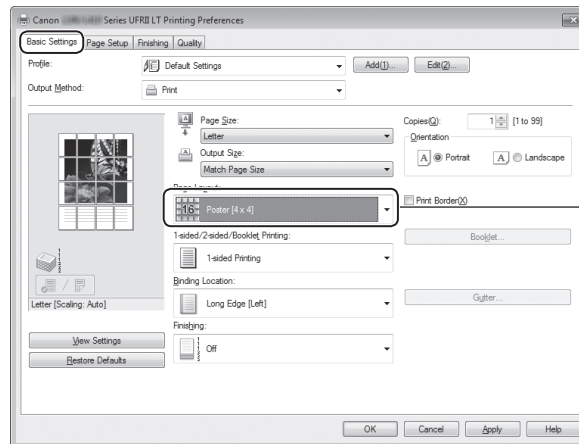 Canon Series UFRII LT Printing Preferences
Basic Settings Page Setup Finishing Quality
Profile: Default Settings Add(1)... Edit(2)...
Output Method: Print
Page Size:
Letter
Output Size:
Match Page Size
Copies(Q): 1 [1 to 99]
Orientation
A Portrait A Landscape
Page Layout:
16 Poster [4 x 4]
Print Border(X)
1-sided/2-sided/Booklet Printing:
1-sided Printing
Booklet...
Binding Location:
Long Edge [Left]
Gutter...
Finishing:
Off
Letter [Scaling: Auto]
View Settings
Restore Defaults
OK Cancel Apply Help